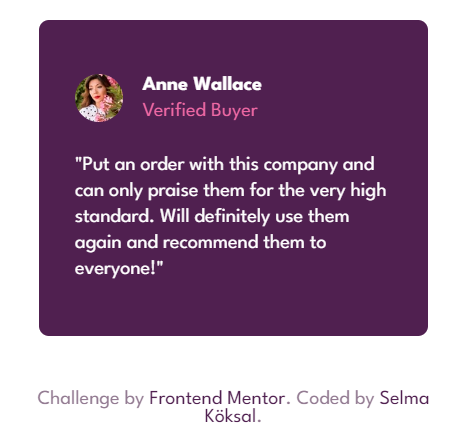 Anne Wallace
Verified Buyer
"Put an order with this company and
can only praise them for the very high
standard. Will definitely use them
again and recommend them to
everyone!"
Challenge by Frontend Mentor. Coded by Selma
Köksal.